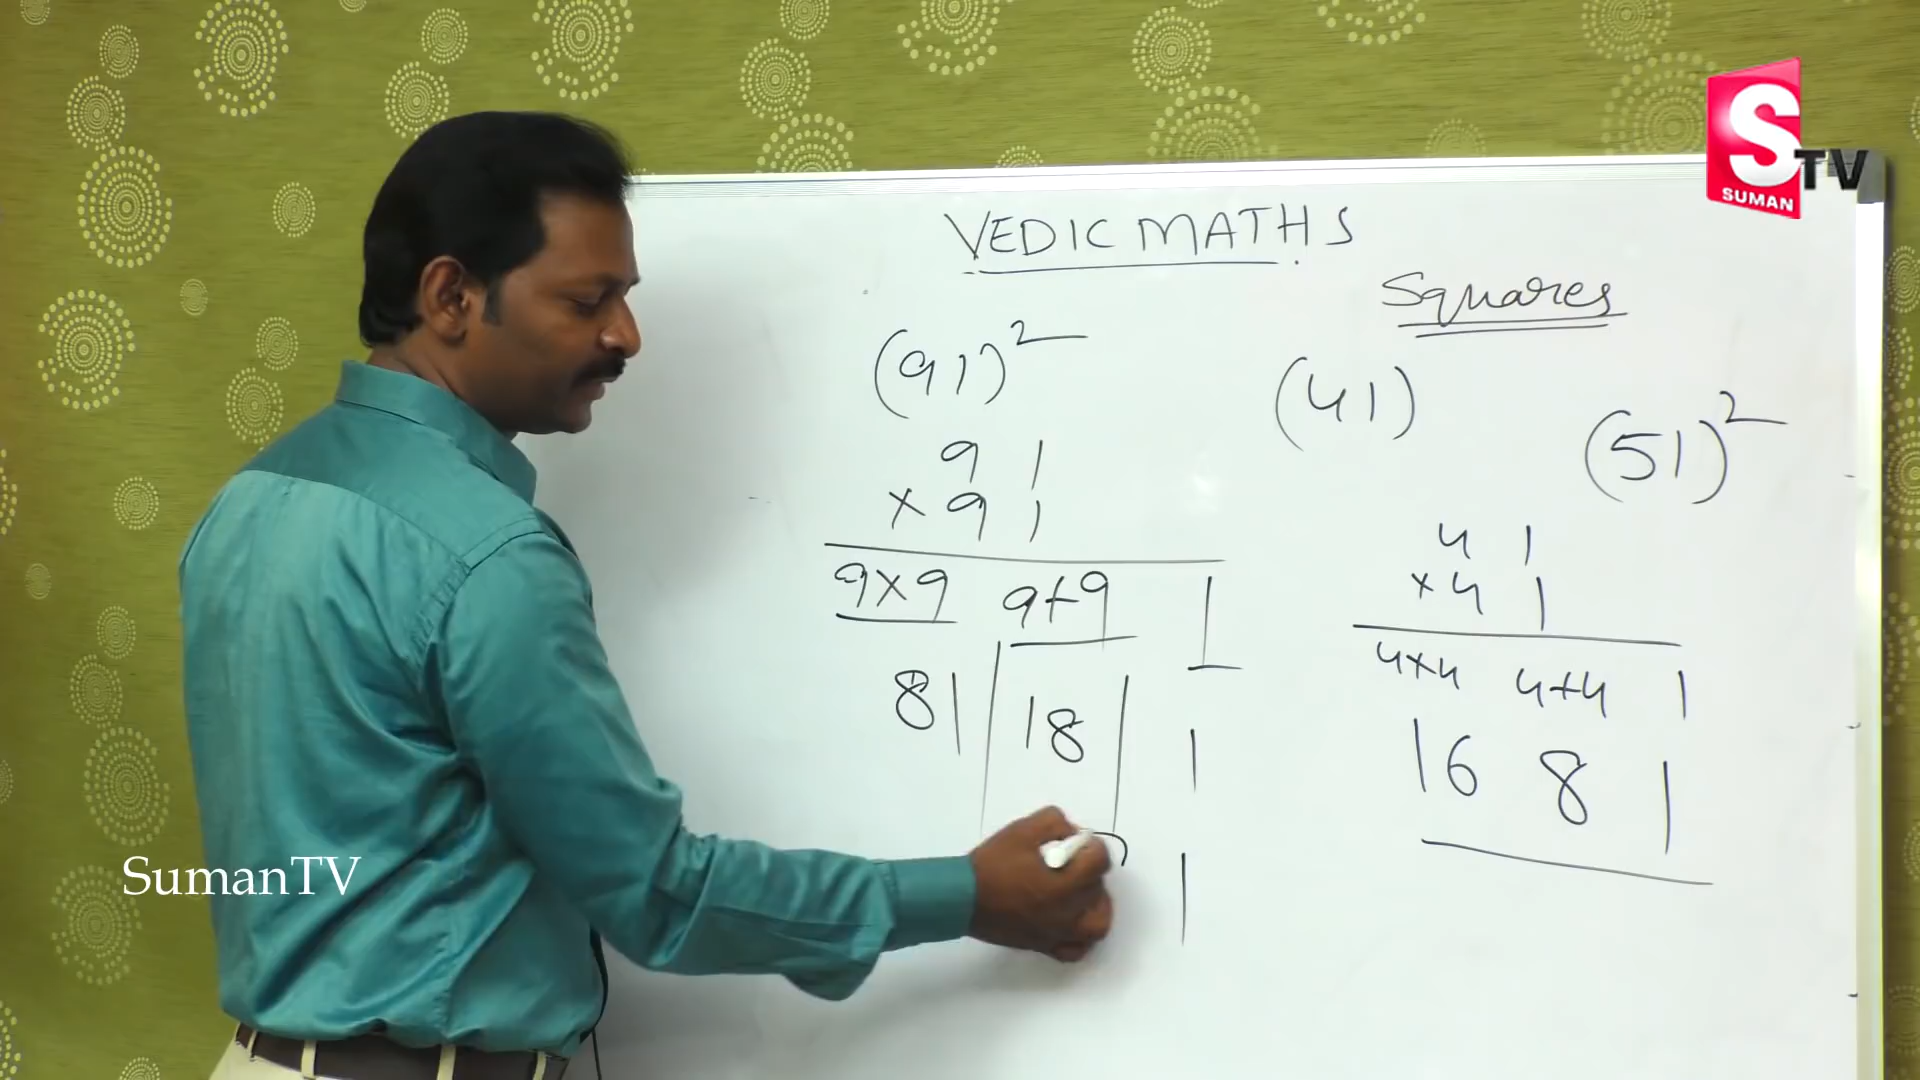 S
TV
SUMAN
VEDIC MATHS
Squares
(91)²
(41)
(51)²
9 1
× 9 1
9×9 9+9 1
81 | 18 | 1
1
4 1
× 4 1
4×4 4+4 1
16 8 1
SumanTV